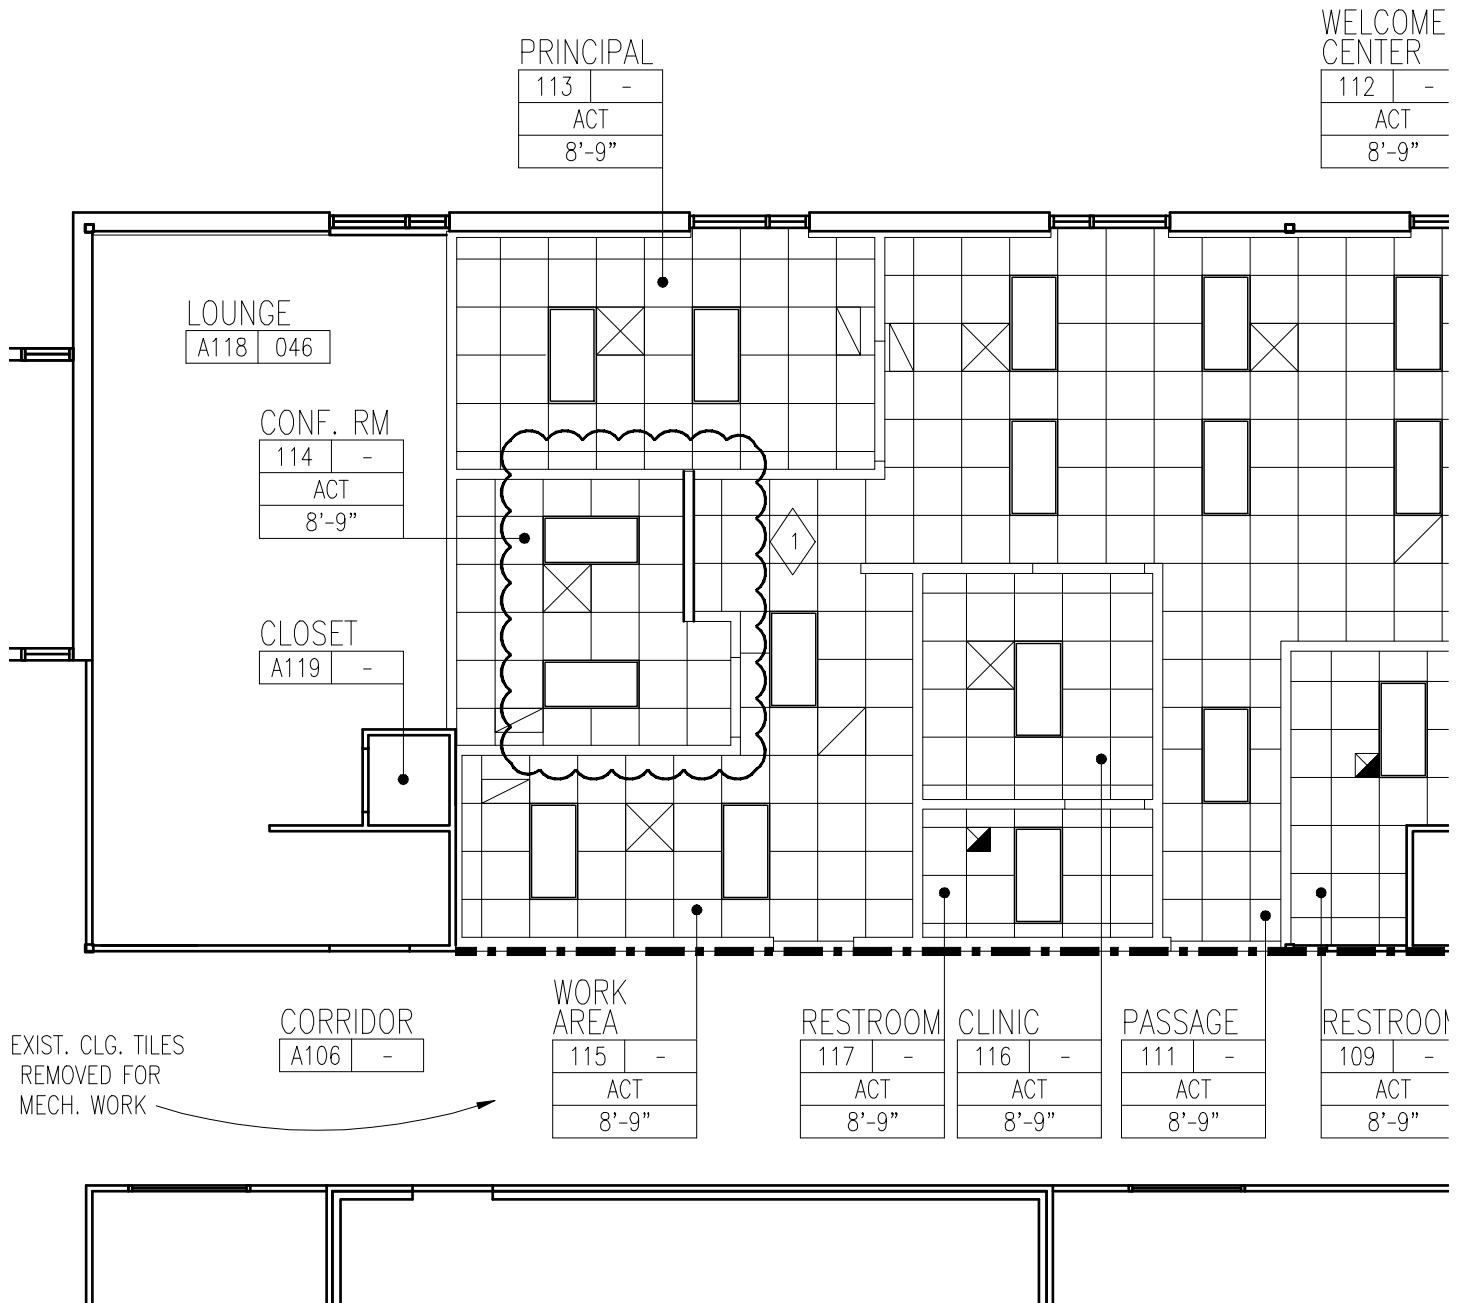 PRINCIPAL
113 -
ACT
8'-9"
WELCOME
CENTER
112 -
ACT
8'-9"
LOUNGE
A118 046
CONF. RM
114 -
ACT
8'-9"
1
CLOSET
A119 -
EXIST. CLG. TILES
REMOVED FOR
MECH. WORK
CORRIDOR
A106 -
WORK
AREA
115 -
ACT
8'-9"
RESTROOM
117 -
ACT
8'-9"
CLINIC
116 -
ACT
8'-9"
PASSAGE
111 -
ACT
8'-9"
RESTROOM
109 -
ACT
8'-9"